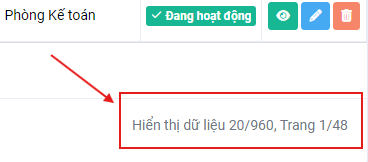 Phòng Kế toán
Đang hoạt động
Hiển thị dữ liệu 20/960, Trang 1/48